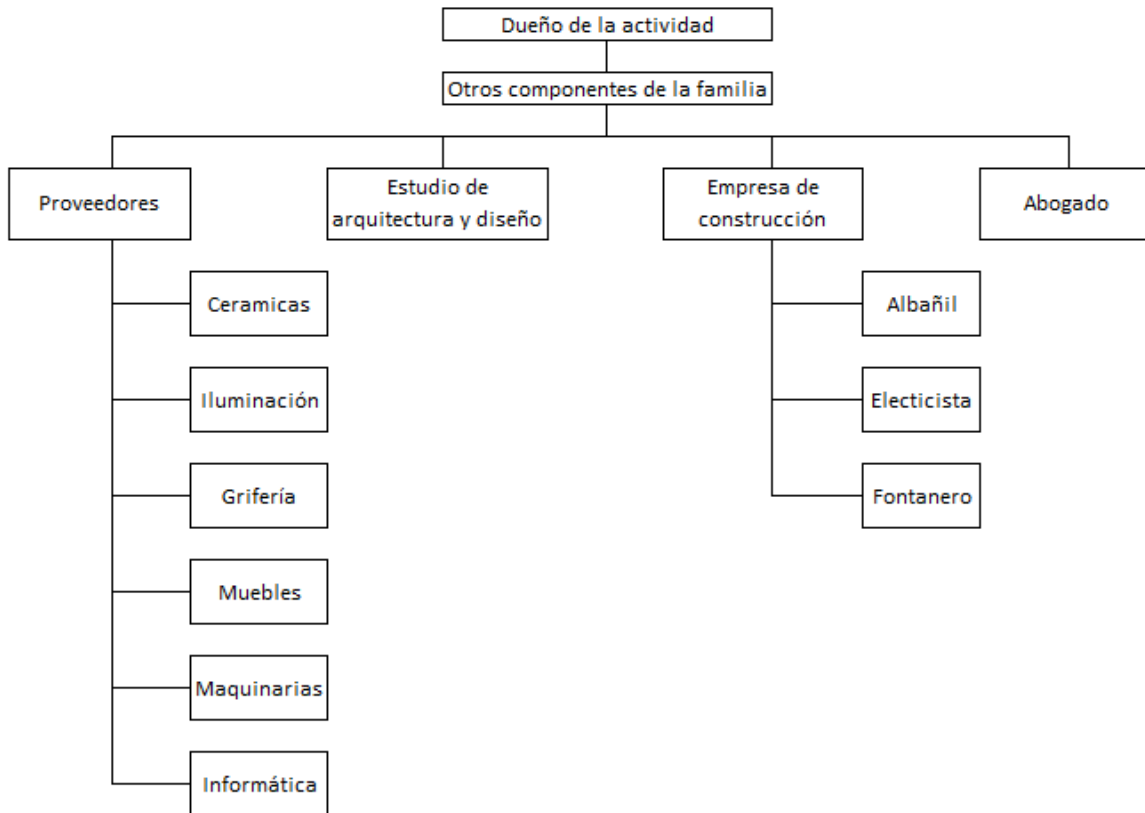 Dueño de la actividad
Otros componentes de la familia
Proveedores
Estudio de
arquitectura y diseño
Empresa de
construcción
Abogado
Ceramicas
Iluminación
Grifería
Muebles
Maquinarias
Informática
Albañil
Electicista
Fontanero